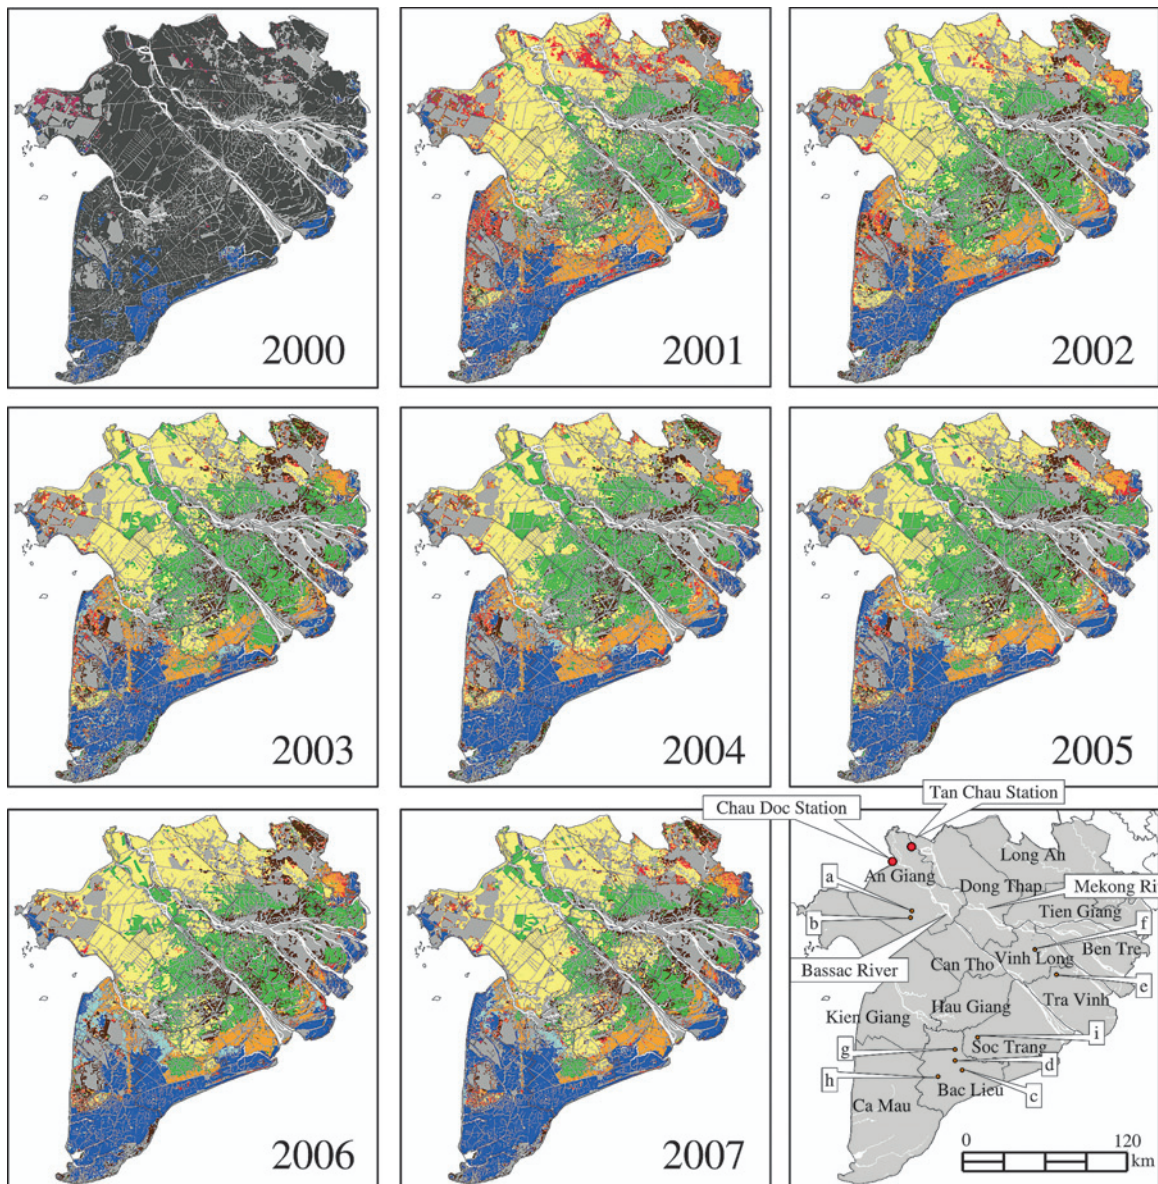 2000
2001
2002
2003
2004
2005
2006
2007
Tan Chau Station
Chau Doc Station
Long Ah
An Giang
a
Dong Thap
Mekong Ri
b
Tien Giang
f
Vinh Long
Ben Tre
Bassac River
Can Tho
e
Hau Giang
Tra Vinh
Kien Giang
i
g
Soc Trang
d
h
Bac Lieu
c
Ca Mau
0
120
km